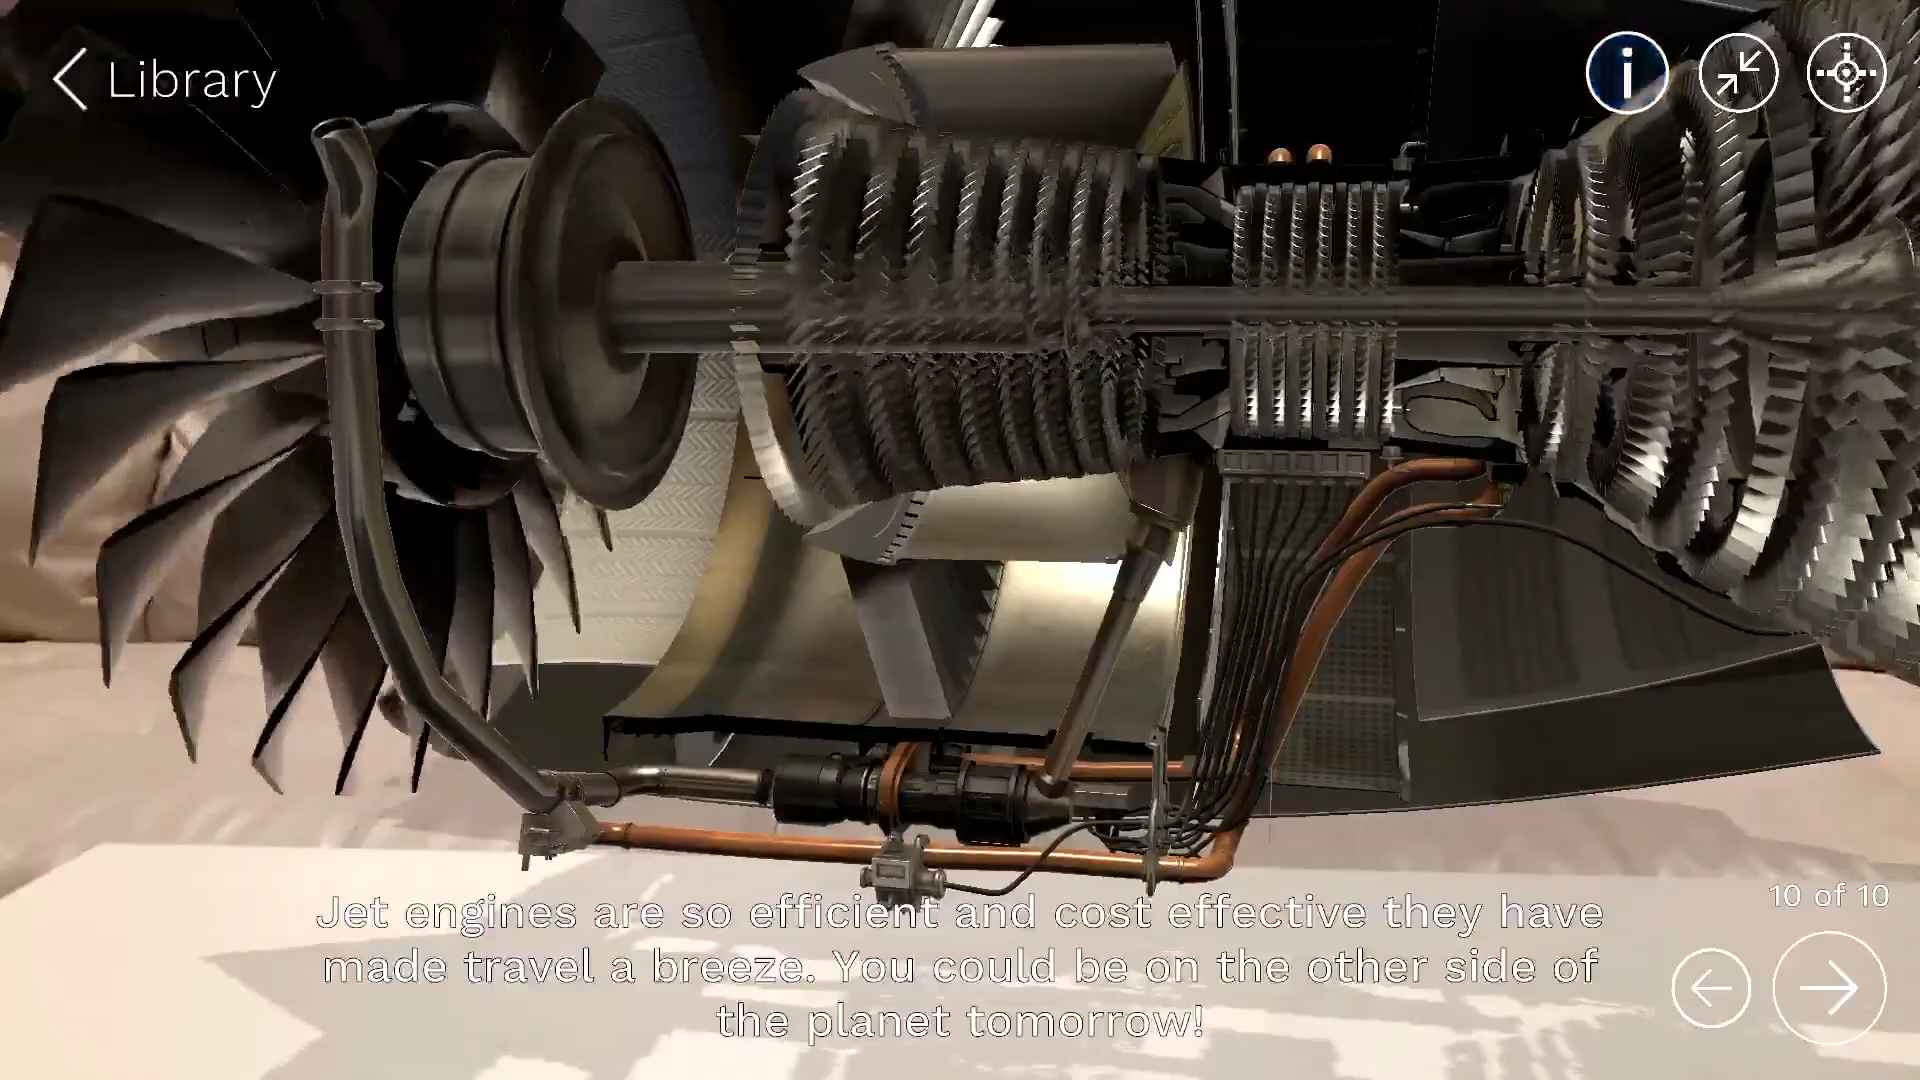 Library
i
10 of 10
Jet engines are so efficient and cost effective they have
made travel a breeze. You could be on the other side of
the planet tomorrow!